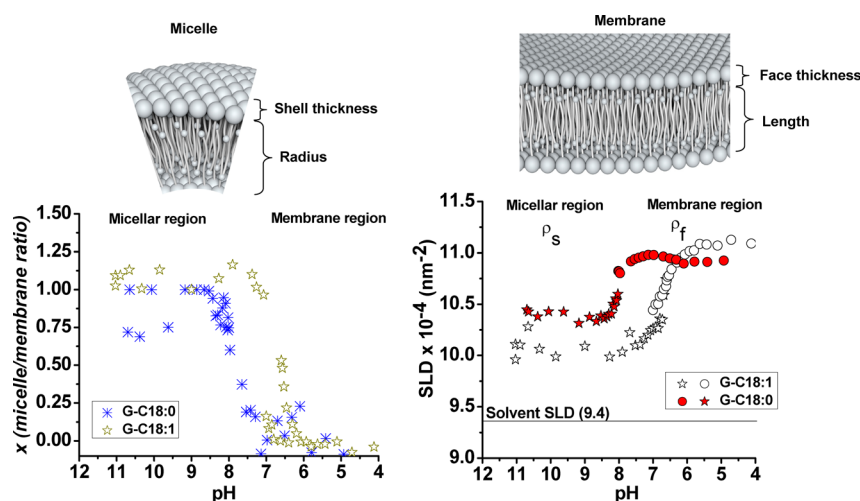 Micelle
Shell thickness
Radius
Membrane
Face thickness
Length
Micellar region
Membrane region
x (micelle/membrane ratio)
1.50
1.25
1.00
0.75
0.50
0.25
0.00
G-C18:0
G-C18:1
12 11 10 9 8 7 6 5 4
pH
Micellar region
Membrane region
ρs
ρf
SLD x 10-4 (nm-2)
11.5
11.0
10.5
10.0
9.5
9.0
G-C18:1
G-C18:0
Solvent SLD (9.4)
12 11 10 9 8 7 6 5 4
pH